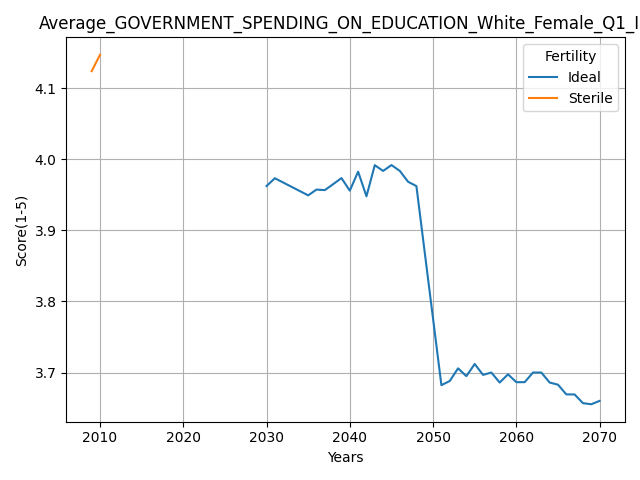 Average_GOVERNMENT_SPENDING_ON_EDUCATION_White_Female_Q1_I
Fertility
Ideal
Sterile
Score(1-5)
4.1
4.0
3.9
3.8
3.7
2010 2020 2030 2040 2050 2060 2070
Years